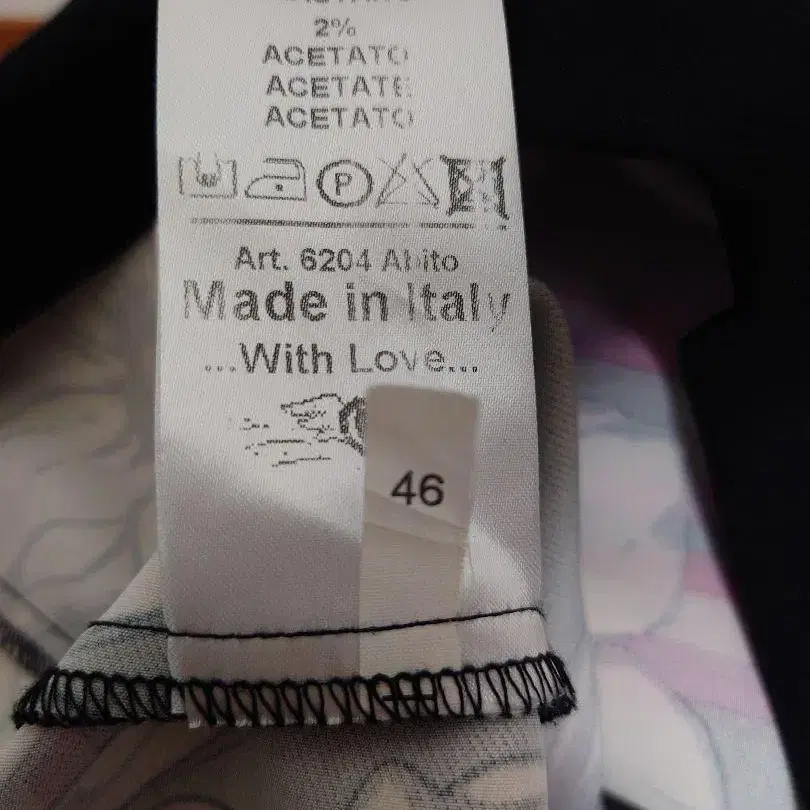 2%
ACETATO
ACETATE
ACETATO
P
Art. 6204 Abito
Made in Italy
...With Love...
46